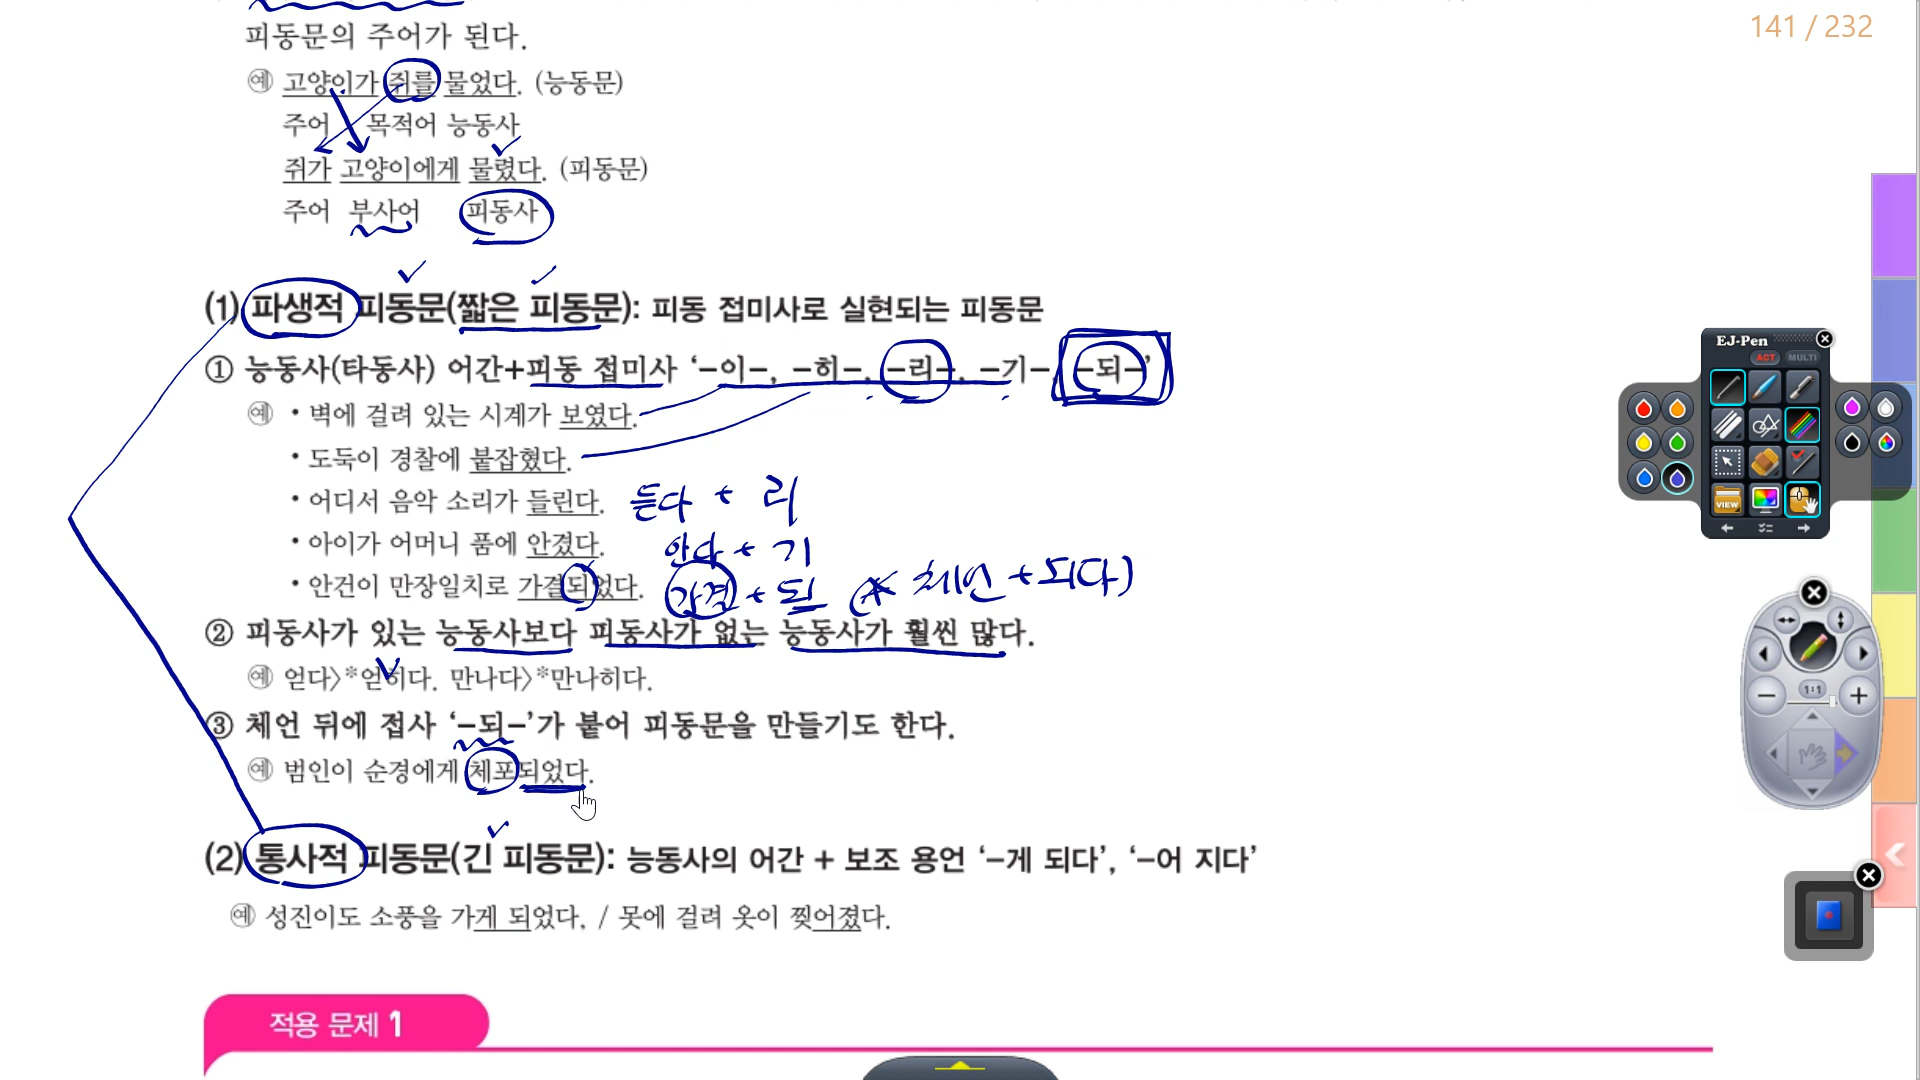 141 / 232
피동문의 주어가 된다.
예 고양이가 쥐를 물었다. (능동문)
주어 목적어 능동사
쥐가 고양이에게 물렸다. (피동문)
주어 부사어 피동사
(1) 파생적 피동문(짧은 피동문): 피동 접미사로 실현되는 피동문
① 능동사(타동사) 어간+피동 접미사 ‘–이–, –히–, –리–, –기–, –되–’
예 • 벽에 걸려 있는 시계가 보였다.
• 도둑이 경찰에 붙잡혔다.
• 어디서 음악 소리가 들린다. 듣다 + 리
• 아이가 어머니 품에 안겼다. 안다 + 기
• 안건이 만장일치로 가결되었다. 가결 + 되 (* 체언 + 되다)
② 피동사가 있는 능동사보다 피동사가 없는 능동사가 훨씬 많다.
예 얻다〉*얻히다. 만나다〉*만나히다.
③ 체언 뒤에 접사 ‘–되–’가 붙어 피동문을 만들기도 한다.
예 범인이 순경에게 체포되었다.
(2) 통사적 피동문(긴 피동문): 능동사의 어간 + 보조 용언 ‘–게 되다’, ‘–어 지다’
예 성진이도 소풍을 가게 되었다. / 못에 걸려 옷이 찢어졌다.
적용 문제 1
EJ-Pen
ACT MULTI
VIEW
1:1